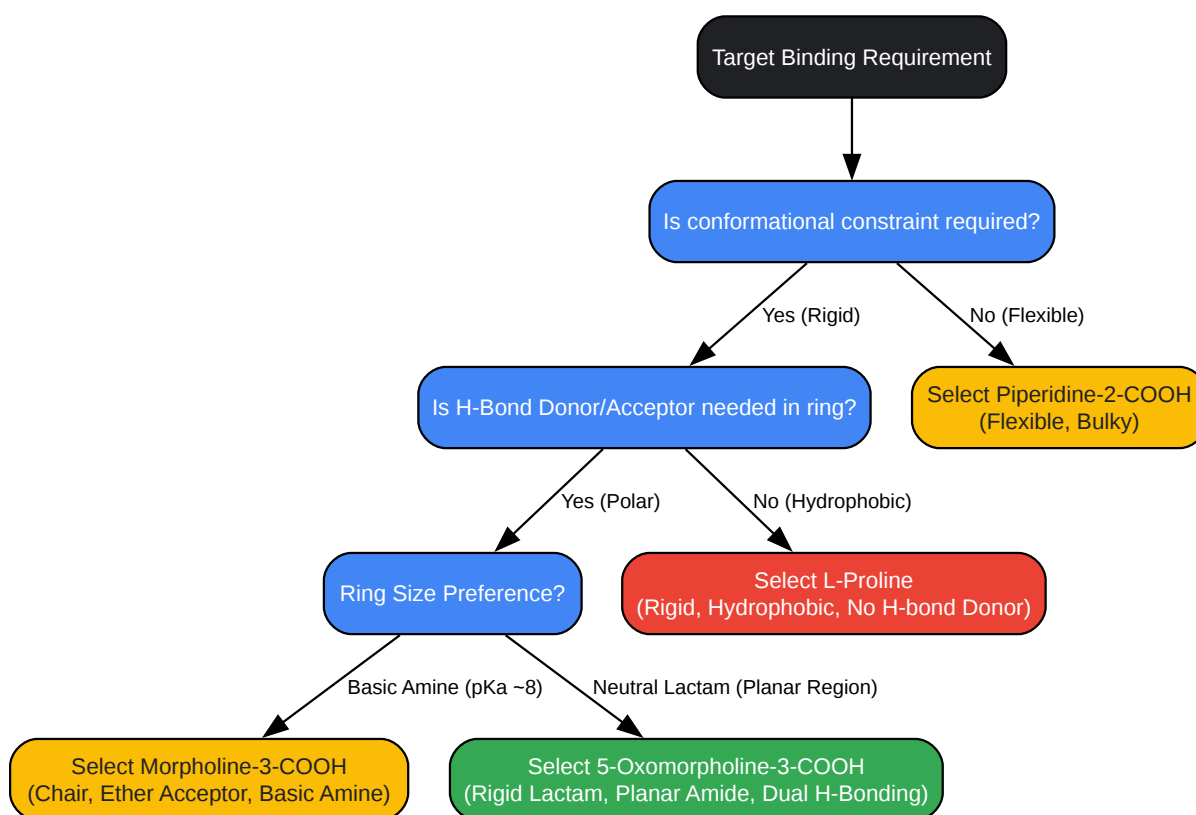 Target Binding Requirement
Is conformational constraint required?
Yes (Rigid)
No (Flexible)
Is H-Bond Donor/Acceptor needed in ring?
Select Piperidine-2-COOH
(Flexible, Bulky)
Yes (Polar)
No (Hydrophobic)
Ring Size Preference?
Select L-Proline
(Rigid, Hydrophobic, No H-bond Donor)
Basic Amine (pKa ~8)
Neutral Lactam (Planar Region)
Select Morpholine-3-COOH
(Chair, Ether Acceptor, Basic Amine)
Select 5-Oxomorpholine-3-COOH
(Rigid Lactam, Planar Amide, Dual H-Bonding)